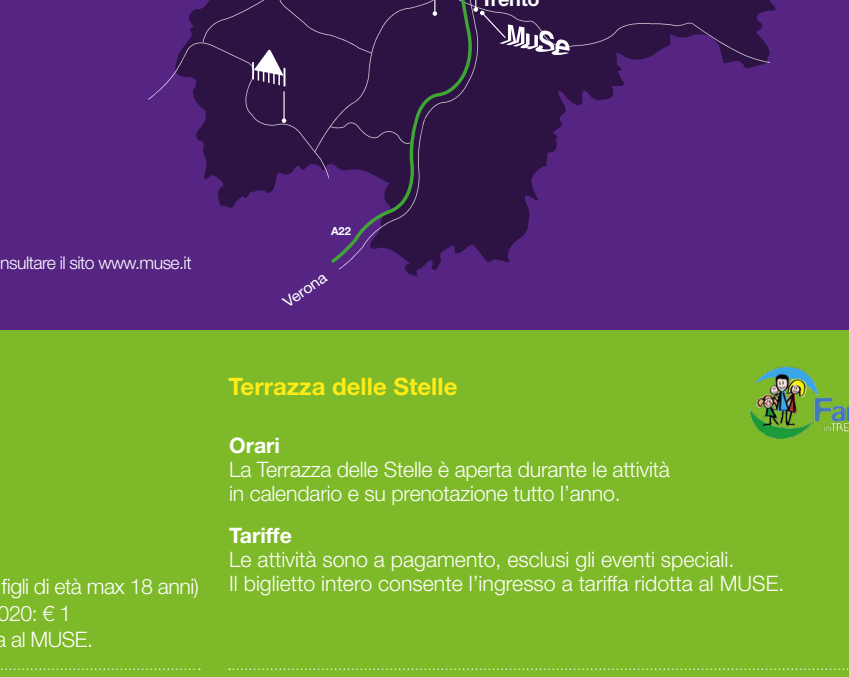 Trento
MuSe
A22
Verona
nsultare il sito www.muse.it
figli di età max 18 anni)
020: € 1
a al MUSE.
Terrazza delle Stelle
Orari
La Terrazza delle Stelle è aperta durante le attività
in calendario e su prenotazione tutto l’anno.
Tariffe
Le attività sono a pagamento, esclusi gli eventi speciali.
Il biglietto intero consente l’ingresso a tariffa ridotta al MUSE.
Fa
inTRE